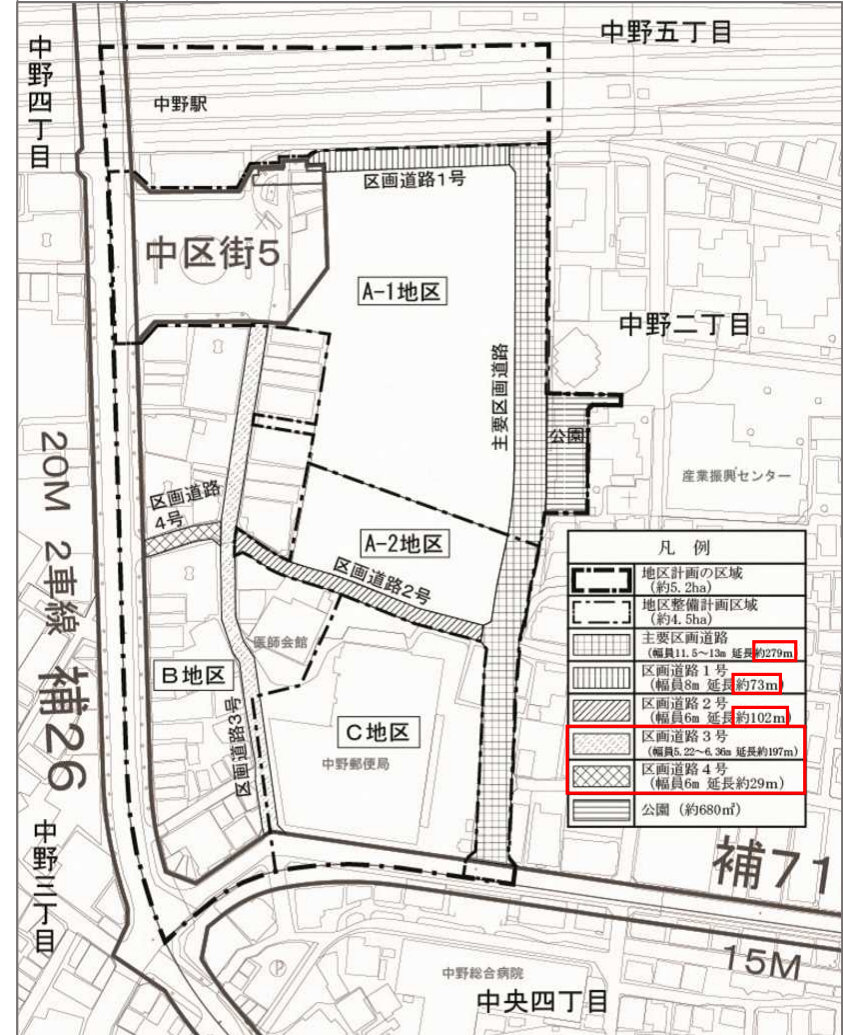 中野五丁目
中野四丁目
中野駅
区画道路1号
中区街5
A-1地区
中野二丁目
主要区画道路
公園
産業振興センター
20M 2車線 補26
区画道路
4号
A-2地区
区画道路2号
医師会館
B地区
区画道路3号
C地区
中野郵便局
凡 例
地区計画の区域
(約5.2ha)
地区整備計画区域
(約4.5ha)
主要区画道路
(幅員11.5~13m 延長約279m)
区画道路1号
(幅員8m 延長約73m)
区画道路2号
(幅員6m 延長約102m)
区画道路3号
(幅員5.22~6.36m 延長約197m)
区画道路4号
(幅員6m 延長約29m)
公園 (約680㎡)
補71
15M
中野三丁目
P
中野総合病院
中央四丁目